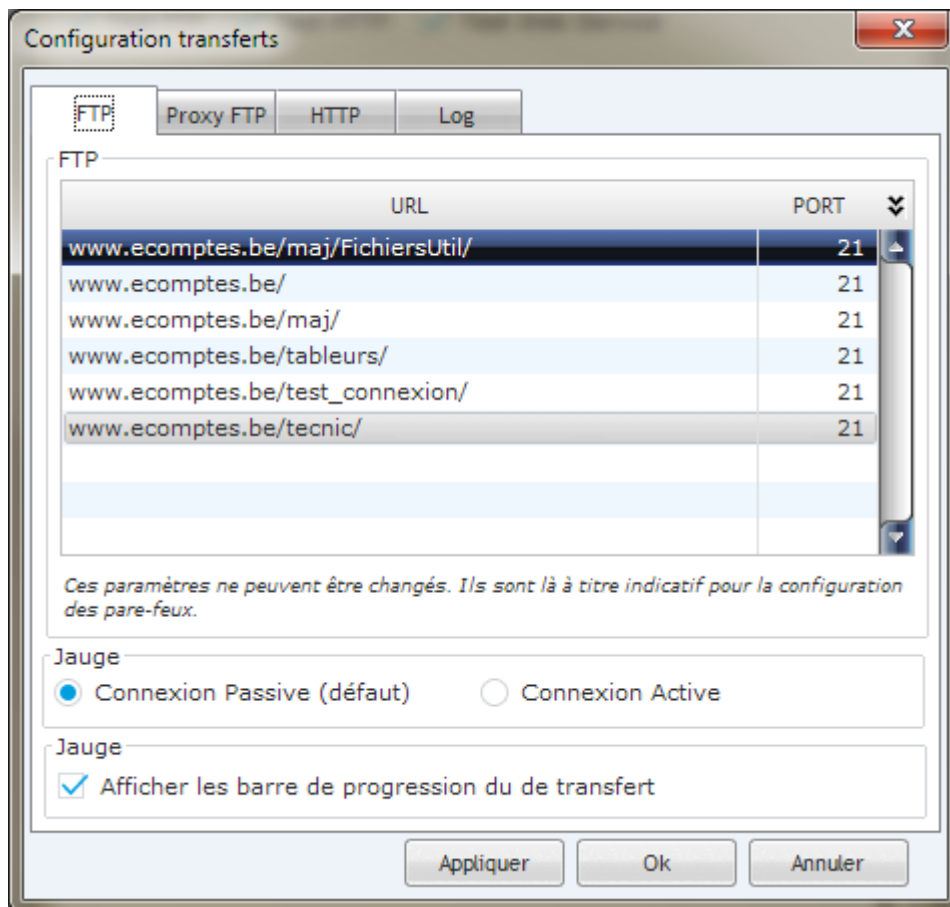 Configuration transferts
FTP Proxy FTP HTTP Log
FTP
URL PORT
www.ecomptes.be/maj/FichiersUtil/ 21
www.ecomptes.be/ 21
www.ecomptes.be/maj/ 21
www.ecomptes.be/tableurs/ 21
www.ecomptes.be/test_connexion/ 21
www.ecomptes.be/tecnic/ 21
Ces paramètres ne peuvent être changés. Ils sont là à titre indicatif pour la configuration
des pare-feux.
Jauge
Connexion Passive (défaut) Connexion Active
Jauge
Afficher les barre de progression du de transfert
Appliquer Ok Annuler